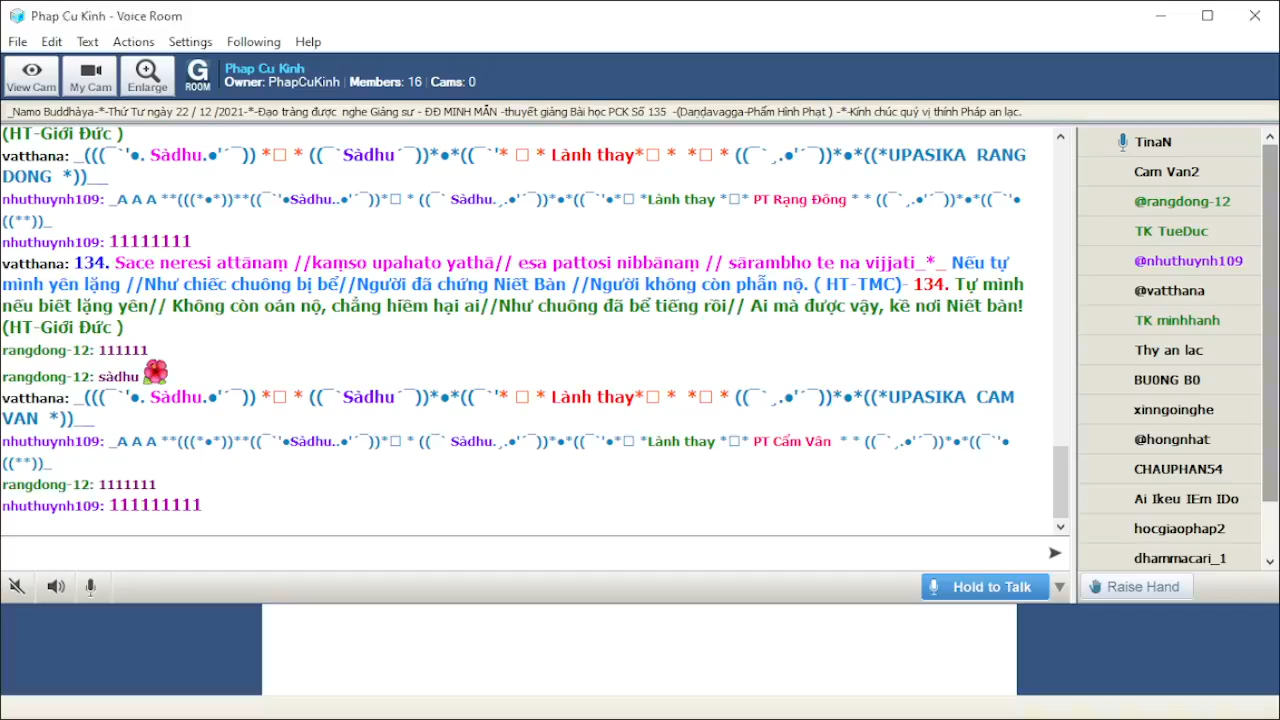 Phap Cu Kinh - Voice Room
File Edit Text Actions Settings Following Help
View Cam My Cam Enlarge G ROOM
Phap Cu Kinh
Owner: PhapCuKinh | Members: 16 | Cams: 0
_Namo Buddhàya-*-Thứ Tư ngày 22 / 12 /2021-*-Đạo tràng được nghe Giảng sư - ĐĐ MINH MẪN -thuyết giảng Bài học PCK Số 135 -(Daṇḍavagga-Phẩm Hình Phạt ) -*-Kính chúc quý vị thính Pháp an lạc.
(HT-Giới Đức )
vatthana: _(((¯`'●. Sàdhu.●'´¯)) *□ * ((¯`Sàdhu´¯))*●*((¯`'* □ * Lành thay*□ * *□ * ((¯`¸.●'´¯))*●*((*UPASIKA RANG
DONG *))__
nhuthuynh109: _A A A **(((*●*))**((¯`'●Sàdhu..●'´¯))*□ * ((¯` Sàdhu.¸.●'´¯))*●*((¯`'●*□ *Lành thay *□* PT Rạng Đông * * ((¯`¸.●'´¯))*●*((¯`'●
((**))_
nhuthuynh109: 11111111
vatthana: 134. Sace neresi attānaṃ //kaṃso upahato yathā// esa pattosi nibbānaṃ // sārambho te na vijjati_*_ Nếu tự
mình yên lặng //Như chiếc chuông bị bể//Người đã chứng Niết Bàn //Người không còn phẫn nộ. ( HT-TMC)- 134. Tự mình
nếu biết lặng yên// Không còn oán nộ, chẳng hiềm hại ai//Như chuông đã bể tiếng rồi// Ai mà được vậy, kề nơi Niết bàn!
(HT-Giới Đức )
rangdong-12: 111111
rangdong-12: sàdhu
vatthana: _(((¯`'●. Sàdhu.●'´¯)) *□ * ((¯`Sàdhu´¯))*●*((¯`'* □ * Lành thay*□ * *□ * ((¯`¸.●'´¯))*●*((*UPASIKA CAM
VAN *))__
nhuthuynh109: _A A A **(((*●*))**((¯`'●Sàdhu..●'´¯))*□ * ((¯` Sàdhu.¸.●'´¯))*●*((¯`'●*□ *Lành thay *□* PT Cẩm Vân * * ((¯`¸.●'´¯))*●*((¯`'●
((**))_
rangdong-12: 1111111
nhuthuynh109: 111111111
TinaN
Cam Van2
@rangdong-12
TK TueDuc
@nhuthuynh109
@vatthana
TK minhhanh
Thy an lac
BU0NG B0
xinngoinghe
@hongnhat
CHAUPHAN54
Ai Ikeu IEm IDo
hocgiaophap2
dhammacari_1
Hold to Talk
Raise Hand